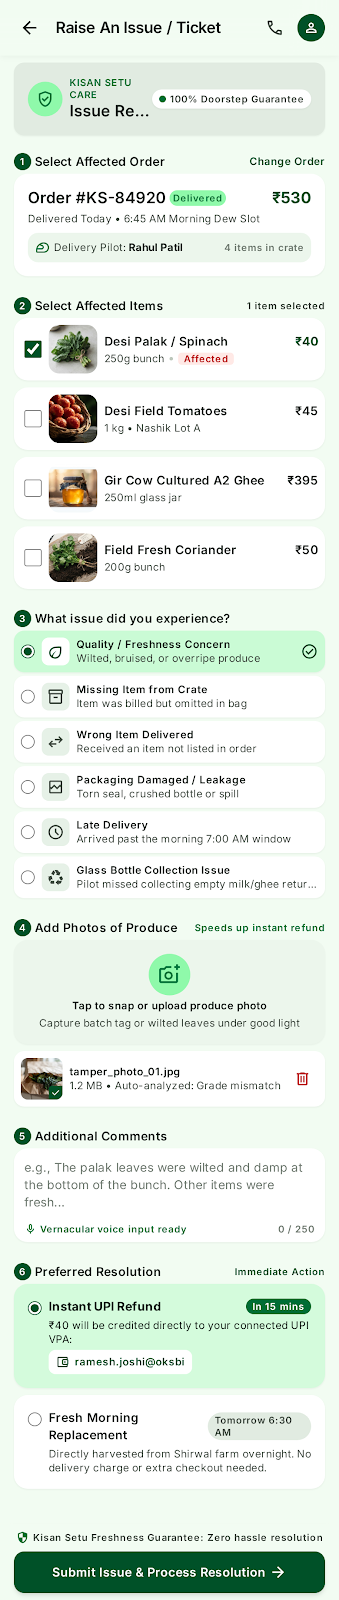 Raise An Issue / Ticket
KISAN SETU
CARE
Issue Re...
100% Doorstep Guarantee
1 Select Affected Order
Change Order
Order #KS-84920 Delivered ₹530
Delivered Today • 6:45 AM Morning Dew Slot
Delivery Pilot: Rahul Patil 4 items in crate
2 Select Affected Items
1 item selected
Desi Palak / Spinach ₹40
250g bunch • Affected
Desi Field Tomatoes ₹45
1 kg • Nashik Lot A
Gir Cow Cultured A2 Ghee ₹395
250ml glass jar
Field Fresh Coriander ₹50
200g bunch
3 What issue did you experience?
Quality / Freshness Concern
Wilted, bruised, or overripe produce
Missing Item from Crate
Item was billed but omitted in bag
Wrong Item Delivered
Received an item not listed in order
Packaging Damaged / Leakage
Torn seal, crushed bottle or spill
Late Delivery
Arrived past the morning 7:00 AM window
Glass Bottle Collection Issue
Pilot missed collecting empty milk/ghee retur...
4 Add Photos of Produce
Speeds up instant refund
Tap to snap or upload produce photo
Capture batch tag or wilted leaves under good light
tamper_photo_01.jpg
1.2 MB • Auto-analyzed: Grade mismatch
5 Additional Comments
e.g., The palak leaves were wilted and damp at
the bottom of the bunch. Other items were
fresh...
Vernacular voice input ready 0 / 250
6 Preferred Resolution
Immediate Action
Instant UPI Refund In 15 mins
₹40 will be credited directly to your connected UPI
VPA:
ramesh.joshi@oksbi
Fresh Morning
Replacement
Tomorrow 6:30
AM
Directly harvested from Shirwal farm overnight. No
delivery charge or extra checkout needed.
Kisan Setu Freshness Guarantee: Zero hassle resolution
Submit Issue & Process Resolution →